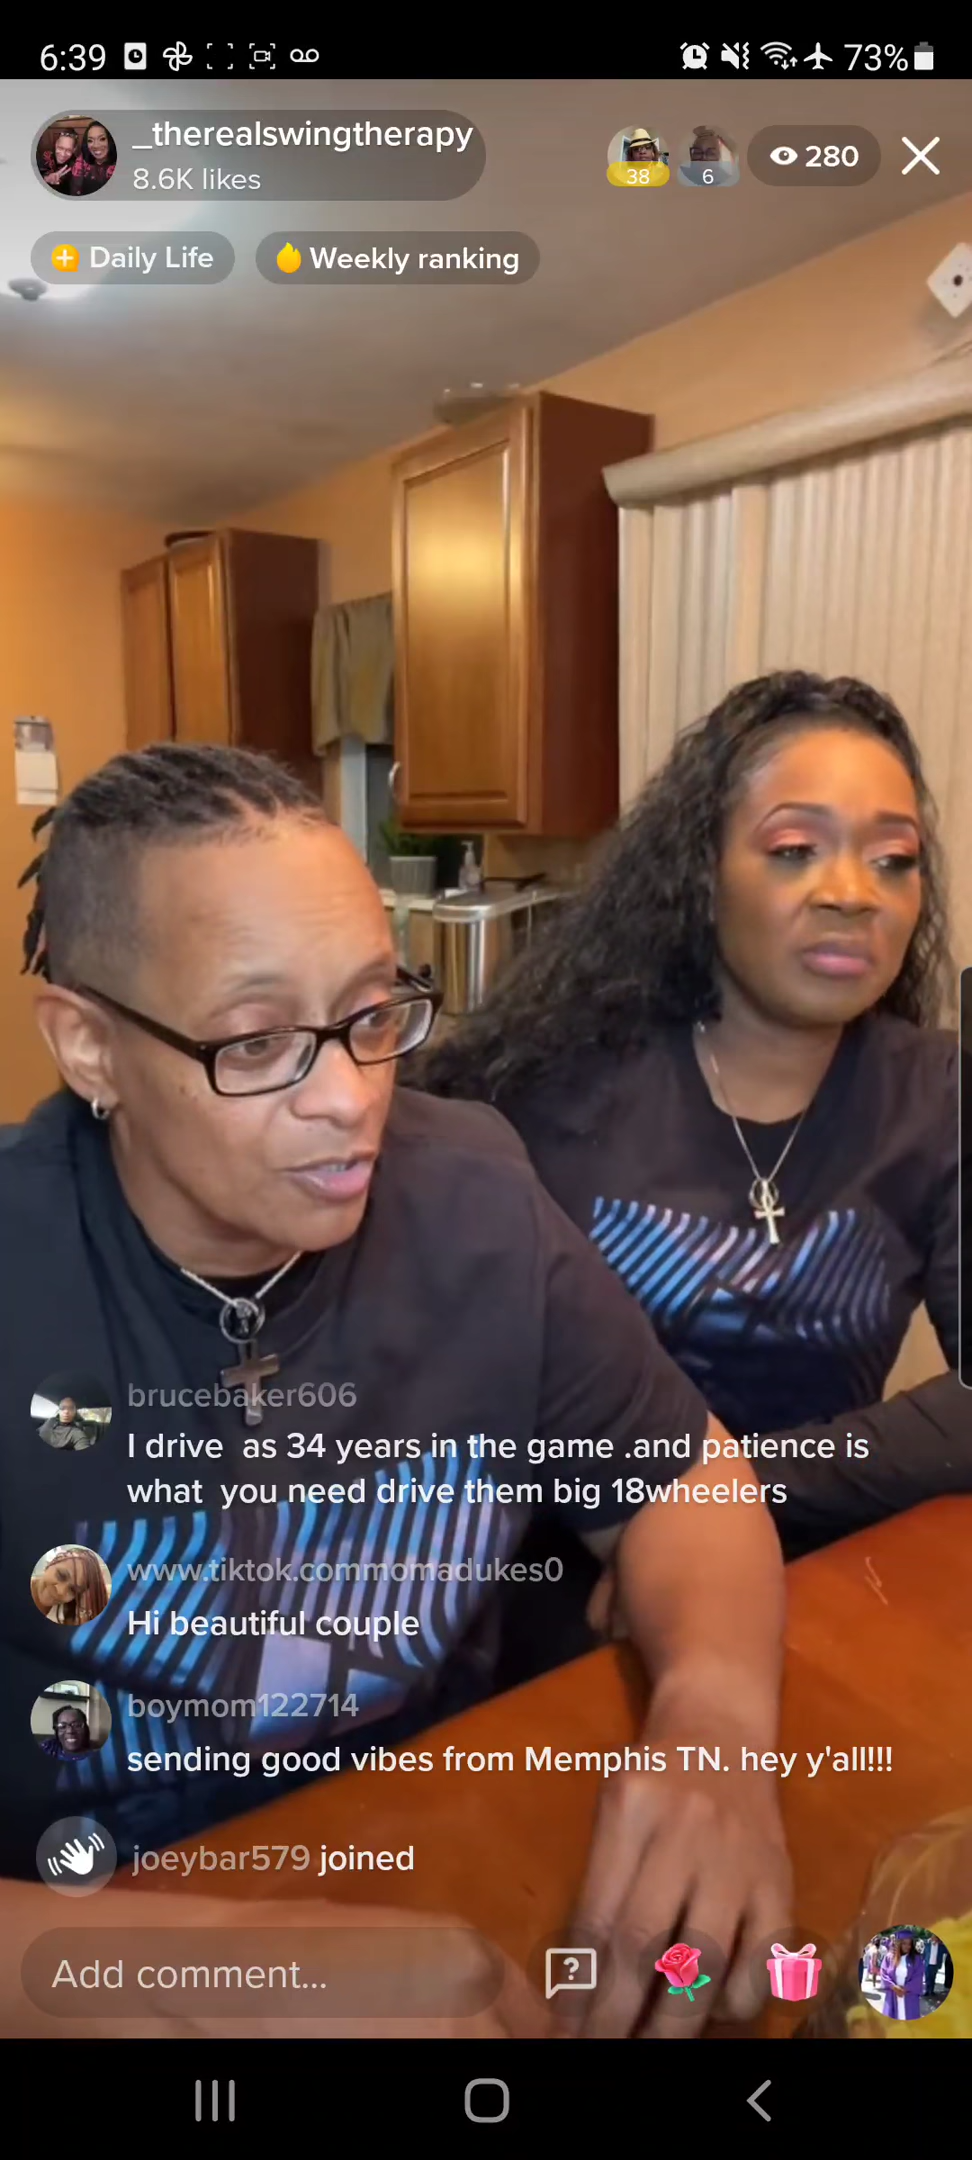 6:39 73%
_therealswingtherapy
8.6K likes
38 6 280
Daily Life Weekly ranking
brucebaker606
I drive as 34 years in the game .and patience is
what you need drive them big 18wheelers
www.tiktok.commomadukes0
Hi beautiful couple
boymom122714
sending good vibes from Memphis TN. hey y'all!!!
joeybar579 joined
Add comment...